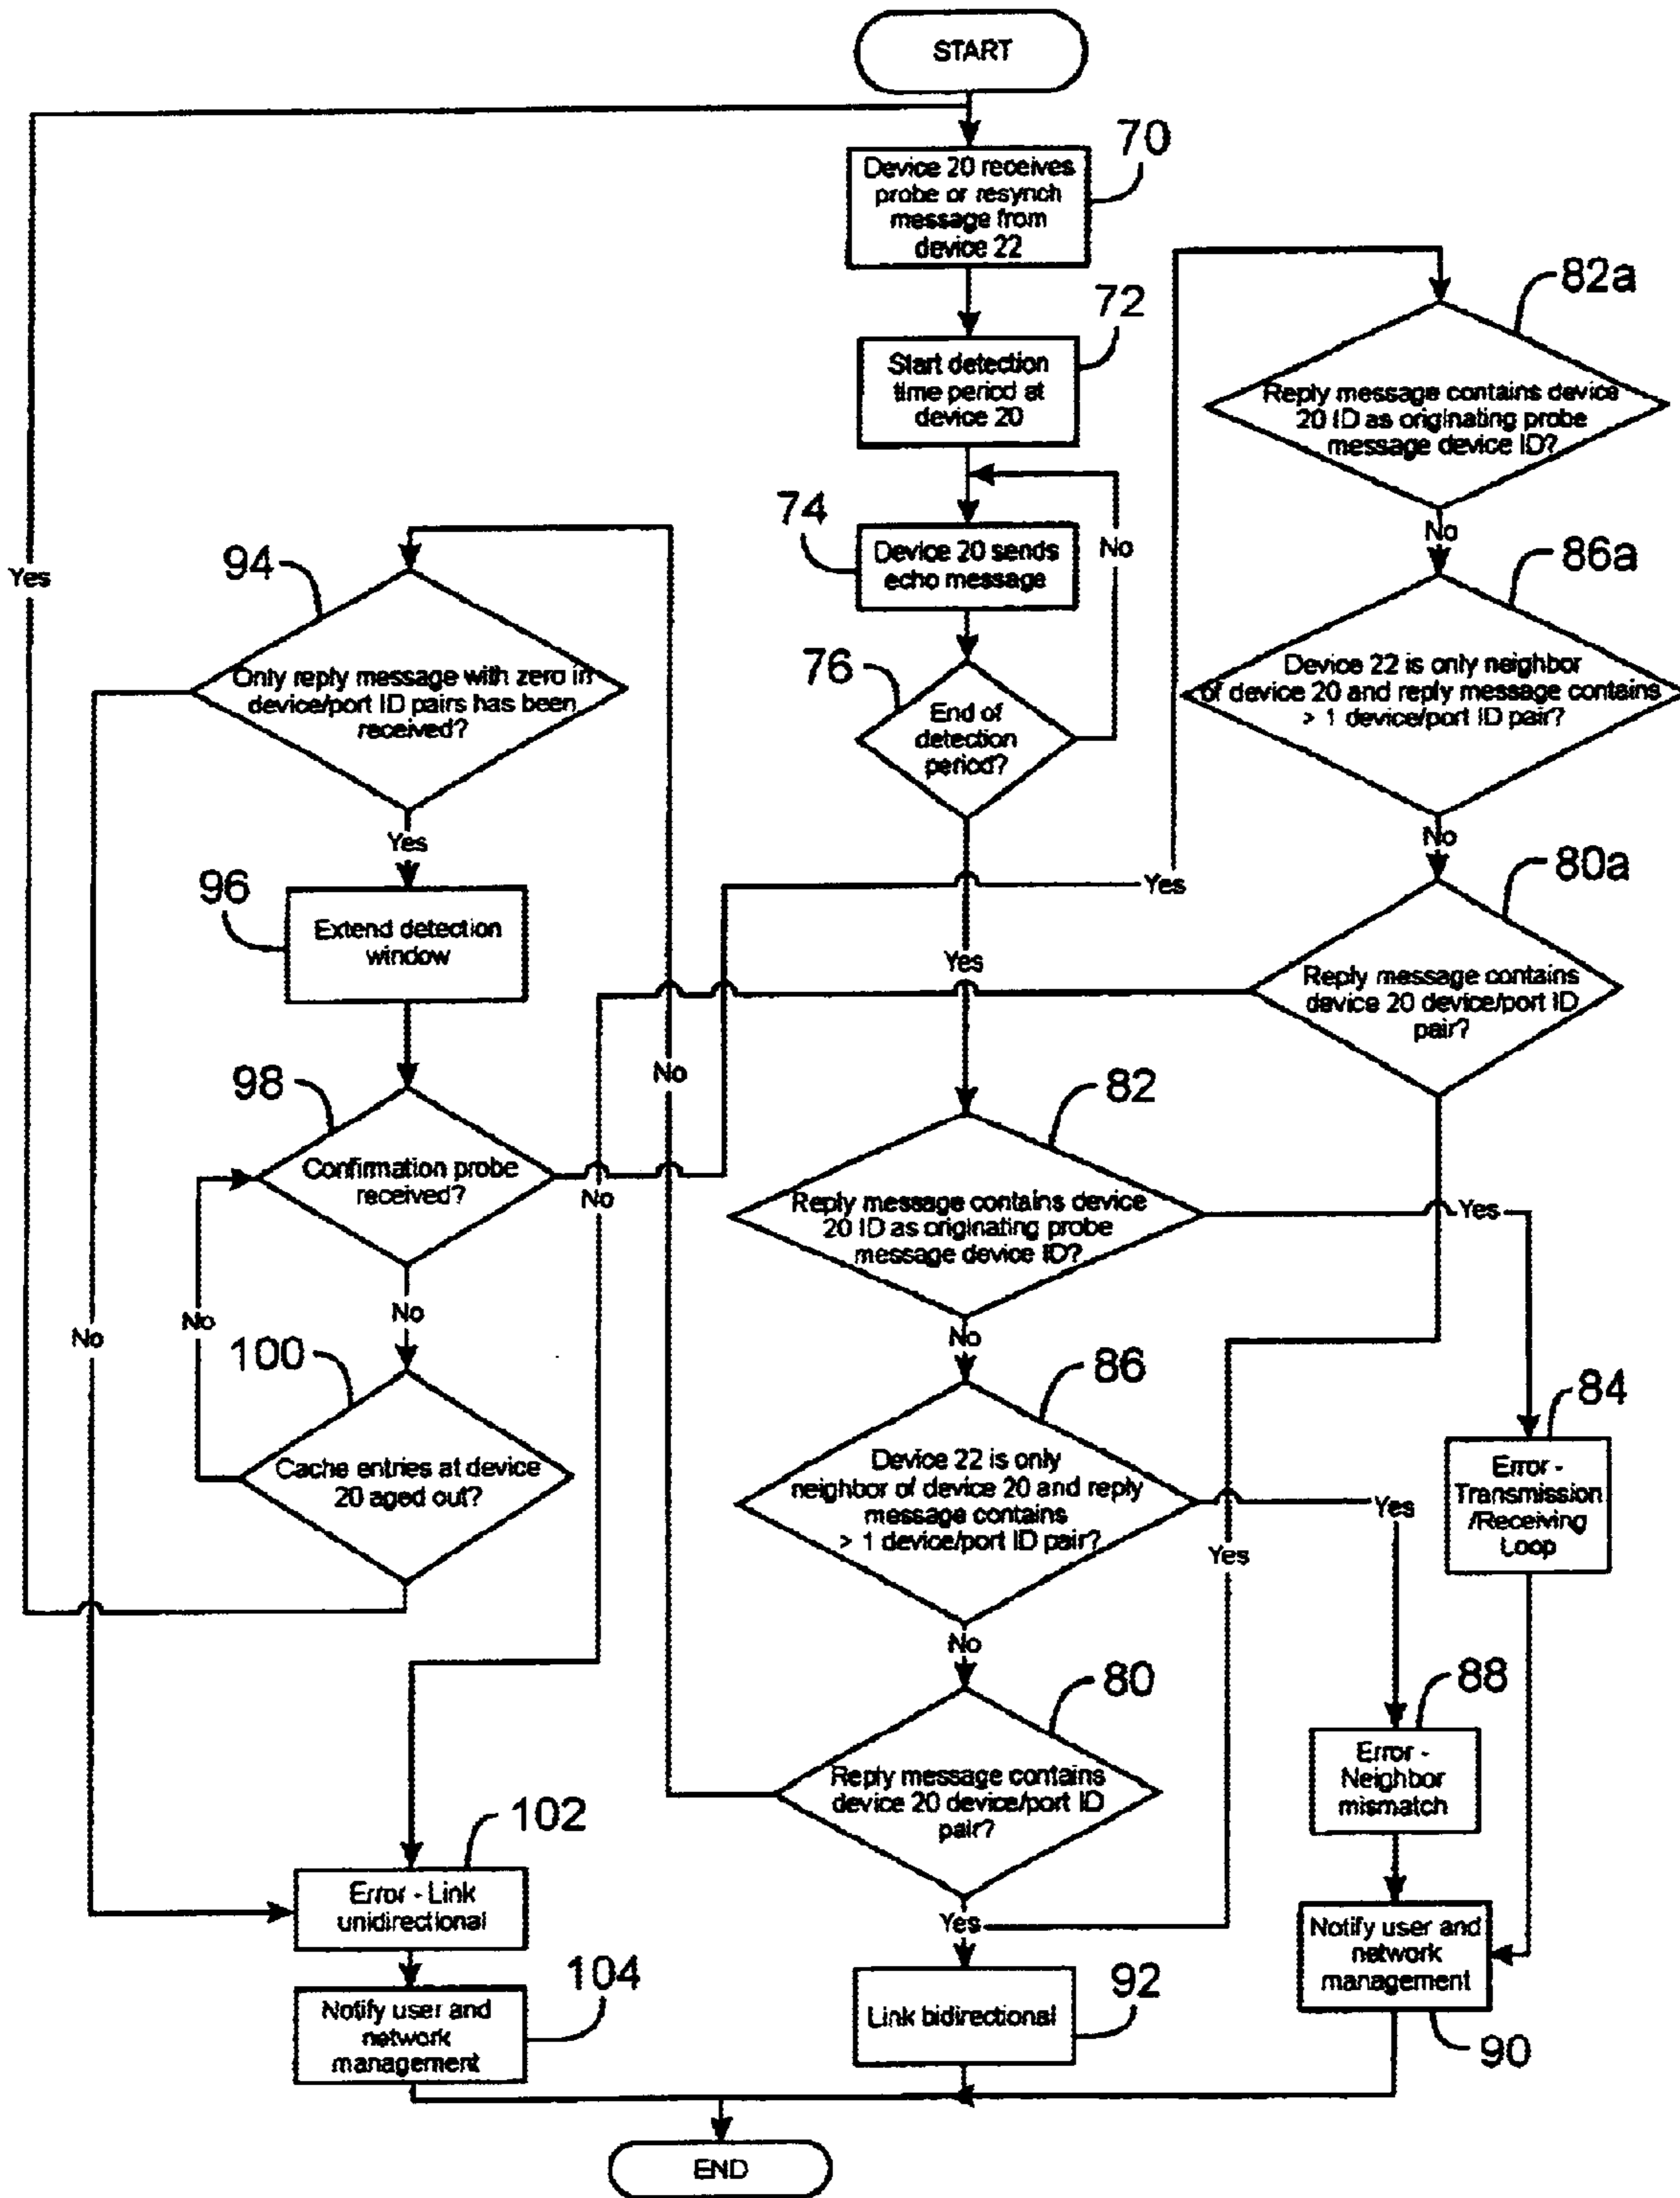 START
70
Device 20 receives
probe or resynch
message from
device 22
72
Start detection
time period at
device 20
74
Device 20 sends
echo message
No
76
End of
detection
period?
Yes
82a
Reply message contains device
20 ID as originating probe
message device ID?
No
86a
Device 22 is only neighbor
of device 20 and reply message contains
> 1 device/port ID pair?
No
80a
Reply message contains
device 20 device/port ID
pair?
Yes
94
Only reply message with zero in
device/port ID pairs has been
received?
Yes
96
Extend detection
window
Yes
98
Confirmation probe
received?
No
No
No
No
No
100
Cache entries at device
20 aged out?
82
Reply message contains device
20 ID as originating probe
message device ID?
Yes
No
86
Device 22 is only
neighbor of device 20 and reply
message contains
> 1 device/port ID pair?
Yes
Yes
No
84
Error -
Transmission
/Receiving
Loop
80
Reply message contains
device 20 device/port ID
pair?
Yes
88
Error -
Neighbor
mismatch
102
Error - Link
unidirectional
104
Notify user and
network
management
92
Link bidirectional
Notify user and
network
management
90
END